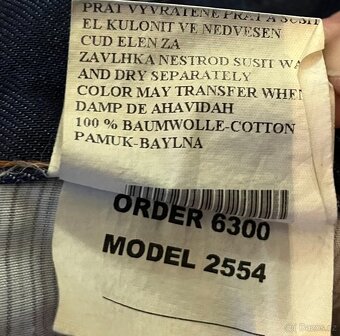 PRAT VYVRATENE PRAT A SUSIT
EL KULONIT VE NEDVESEN
CUD ELEN ZA
ZAVLHKA NESTROD SUSIT WA
AND DRY SEPARATELY
COLOR MAY TRANSFER WHEN
DAMP DE AHAVIDAH
100 % BAUMWOLLE-COTTON
PAMUK-BAYLNA
ORDER 6300
MODEL 2554